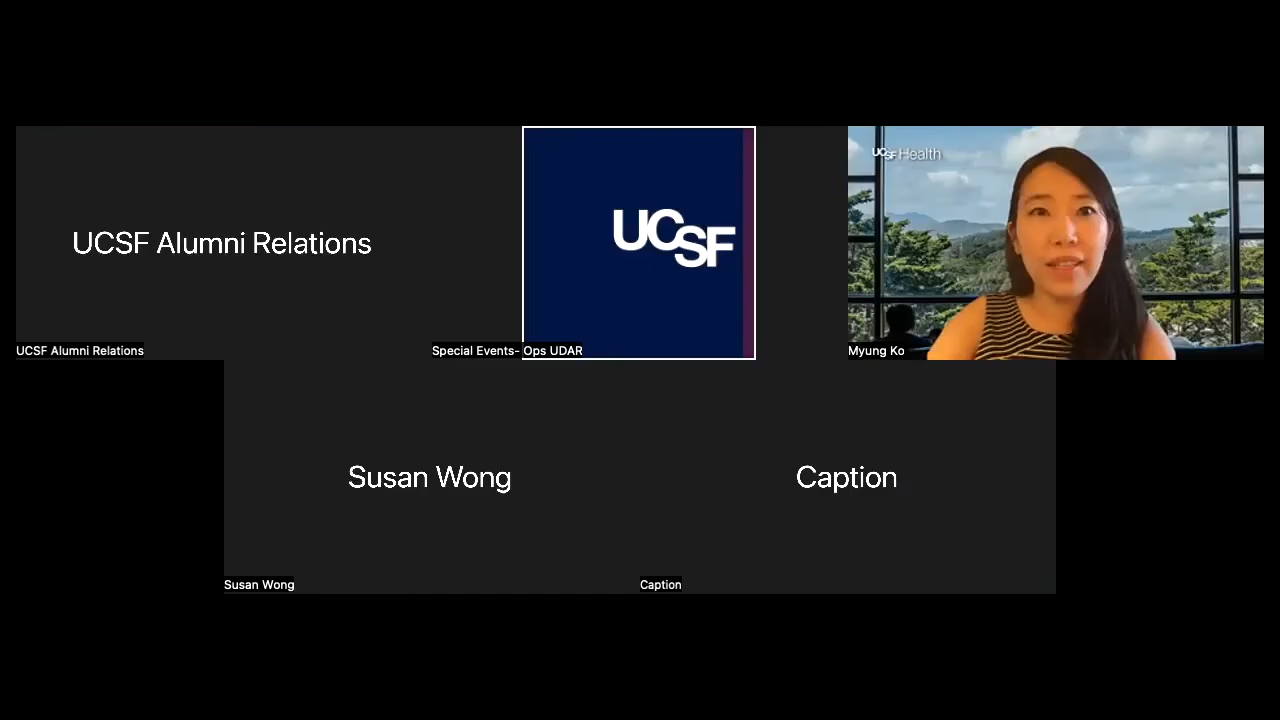 UCSF Alumni Relations
UCSF Alumni Relations
UCSF
Special Events- Ops UDAR
UCSF Health
Myung Ko
Susan Wong
Susan Wong
Caption
Caption